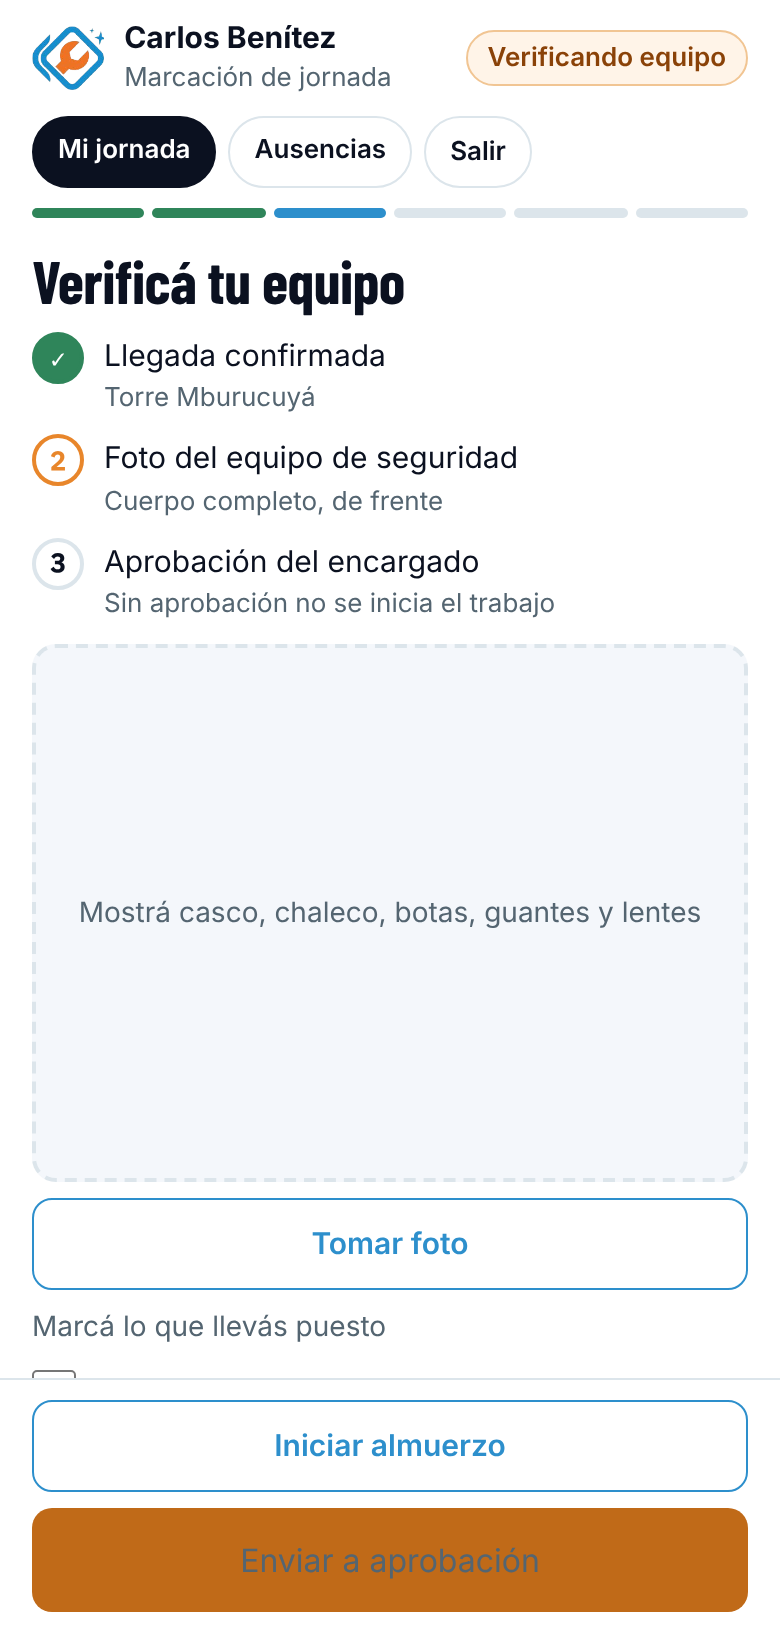 Carlos Benítez
Marcación de jornada
Verificando equipo
Mi jornada
Ausencias
Salir
Verificá tu equipo
✓
Llegada confirmada
Torre Mburucuyá
2
Foto del equipo de seguridad
Cuerpo completo, de frente
3
Aprobación del encargado
Sin aprobación no se inicia el trabajo
Mostrá casco, chaleco, botas, guantes y lentes
Tomar foto
Marcá lo que llevás puesto
Iniciar almuerzo
Enviar a aprobación